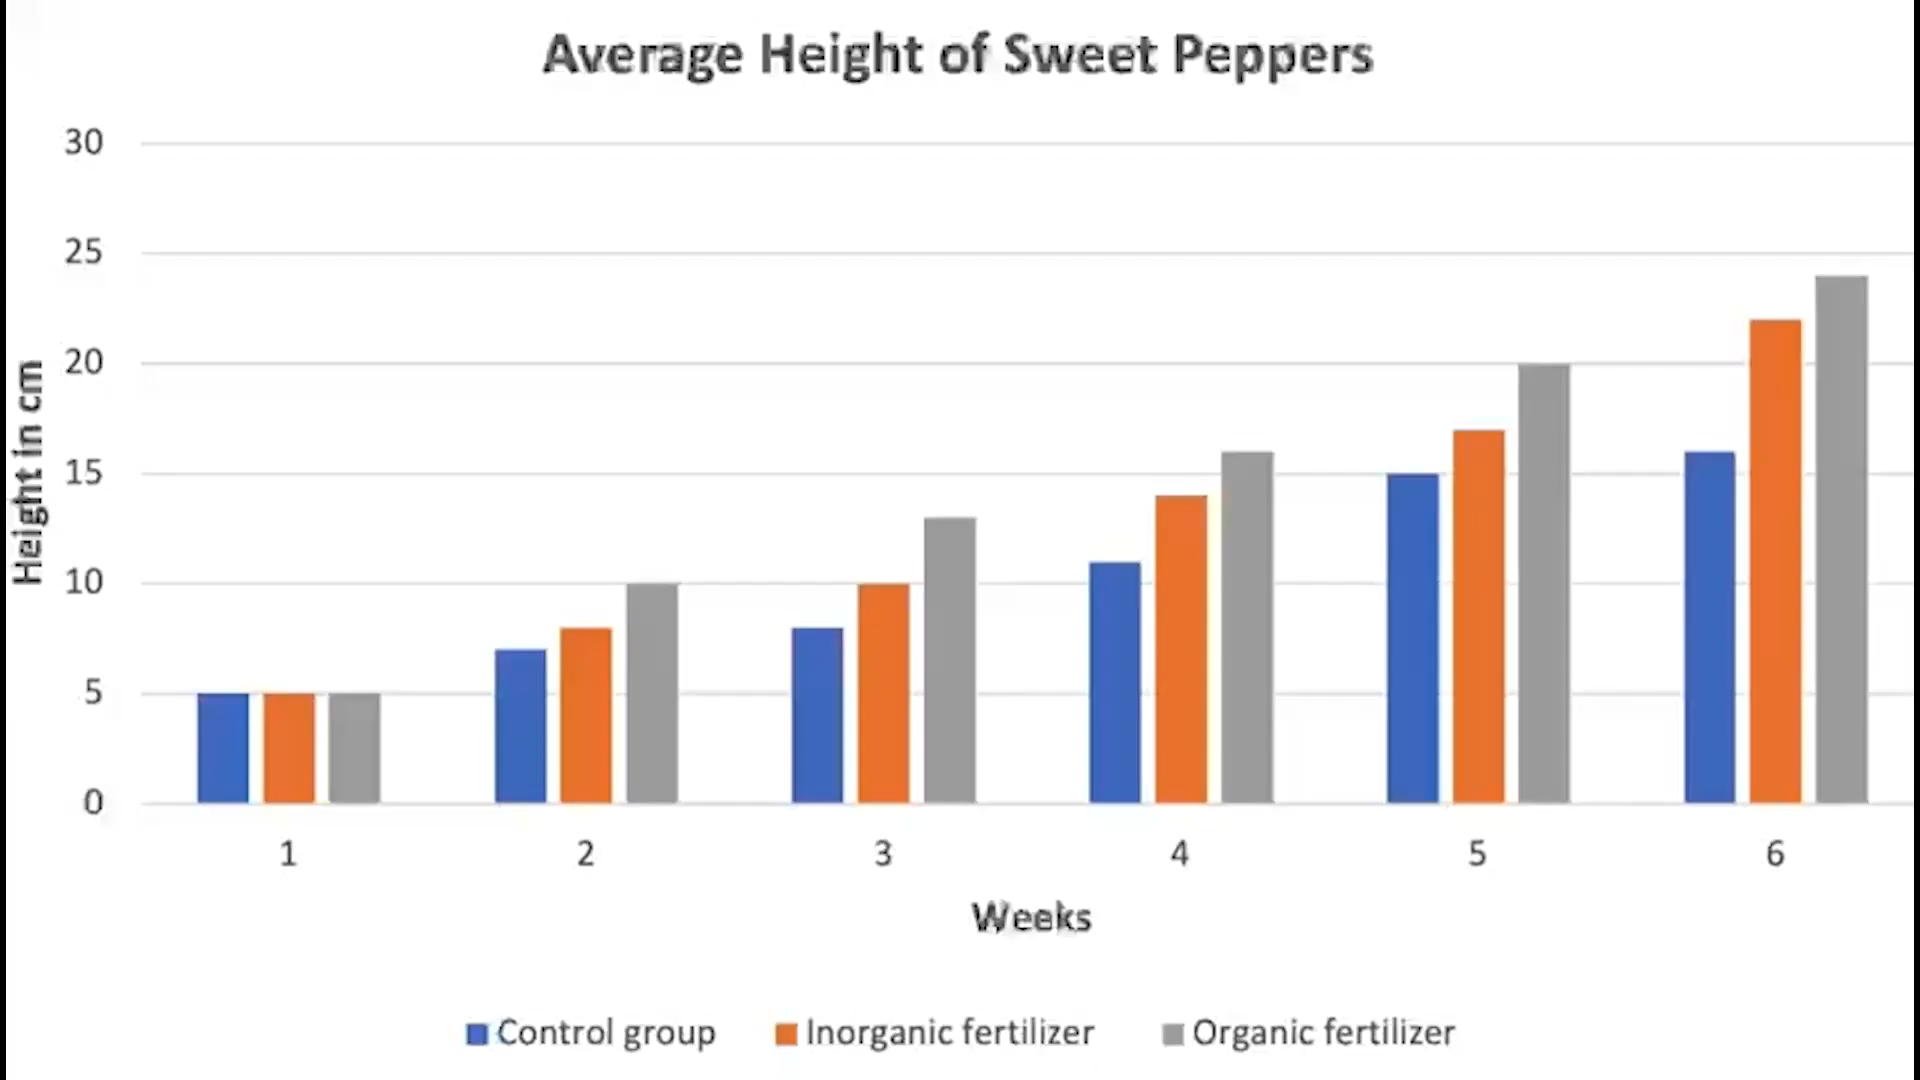 Average Height of Sweet Peppers
30
25
20
15
10
5
0
Height in cm
1 2 3 4 5 6
Weeks
Control group Inorganic fertilizer Organic fertilizer